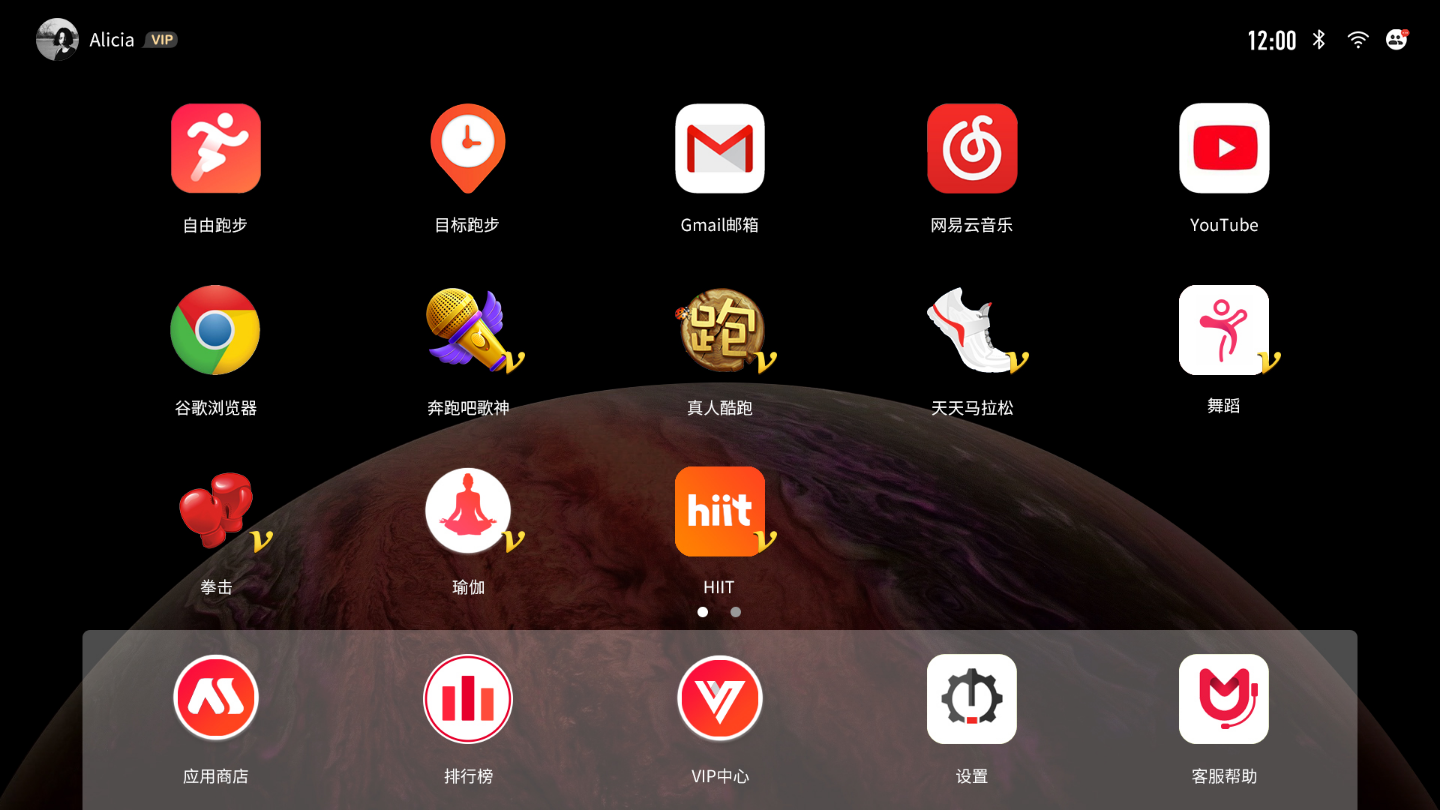 Alicia VIP
12:00
自由跑步 目标跑步 Gmail邮箱 网易云音乐 YouTube
跑
谷歌浏览器 奔跑吧歌神 真人酷跑 天天马拉松 舞蹈
hiit
拳击 瑜伽 HIIT
应用商店 排行榜 VIP中心 设置 客服帮助